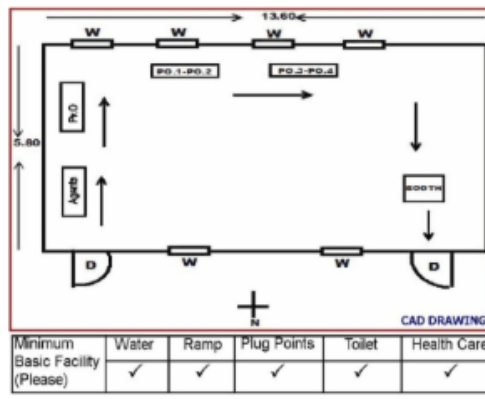 13.60
W W W W
PO.1-PO.2 PO.3-PO.4
PrO
5.80
Agents
BOOTH
D W W D
N
CAD DRAWING
Minimum Basic Facility (Please) Water Ramp Plug Points Toilet Health Care
✓ ✓ ✓ ✓ ✓